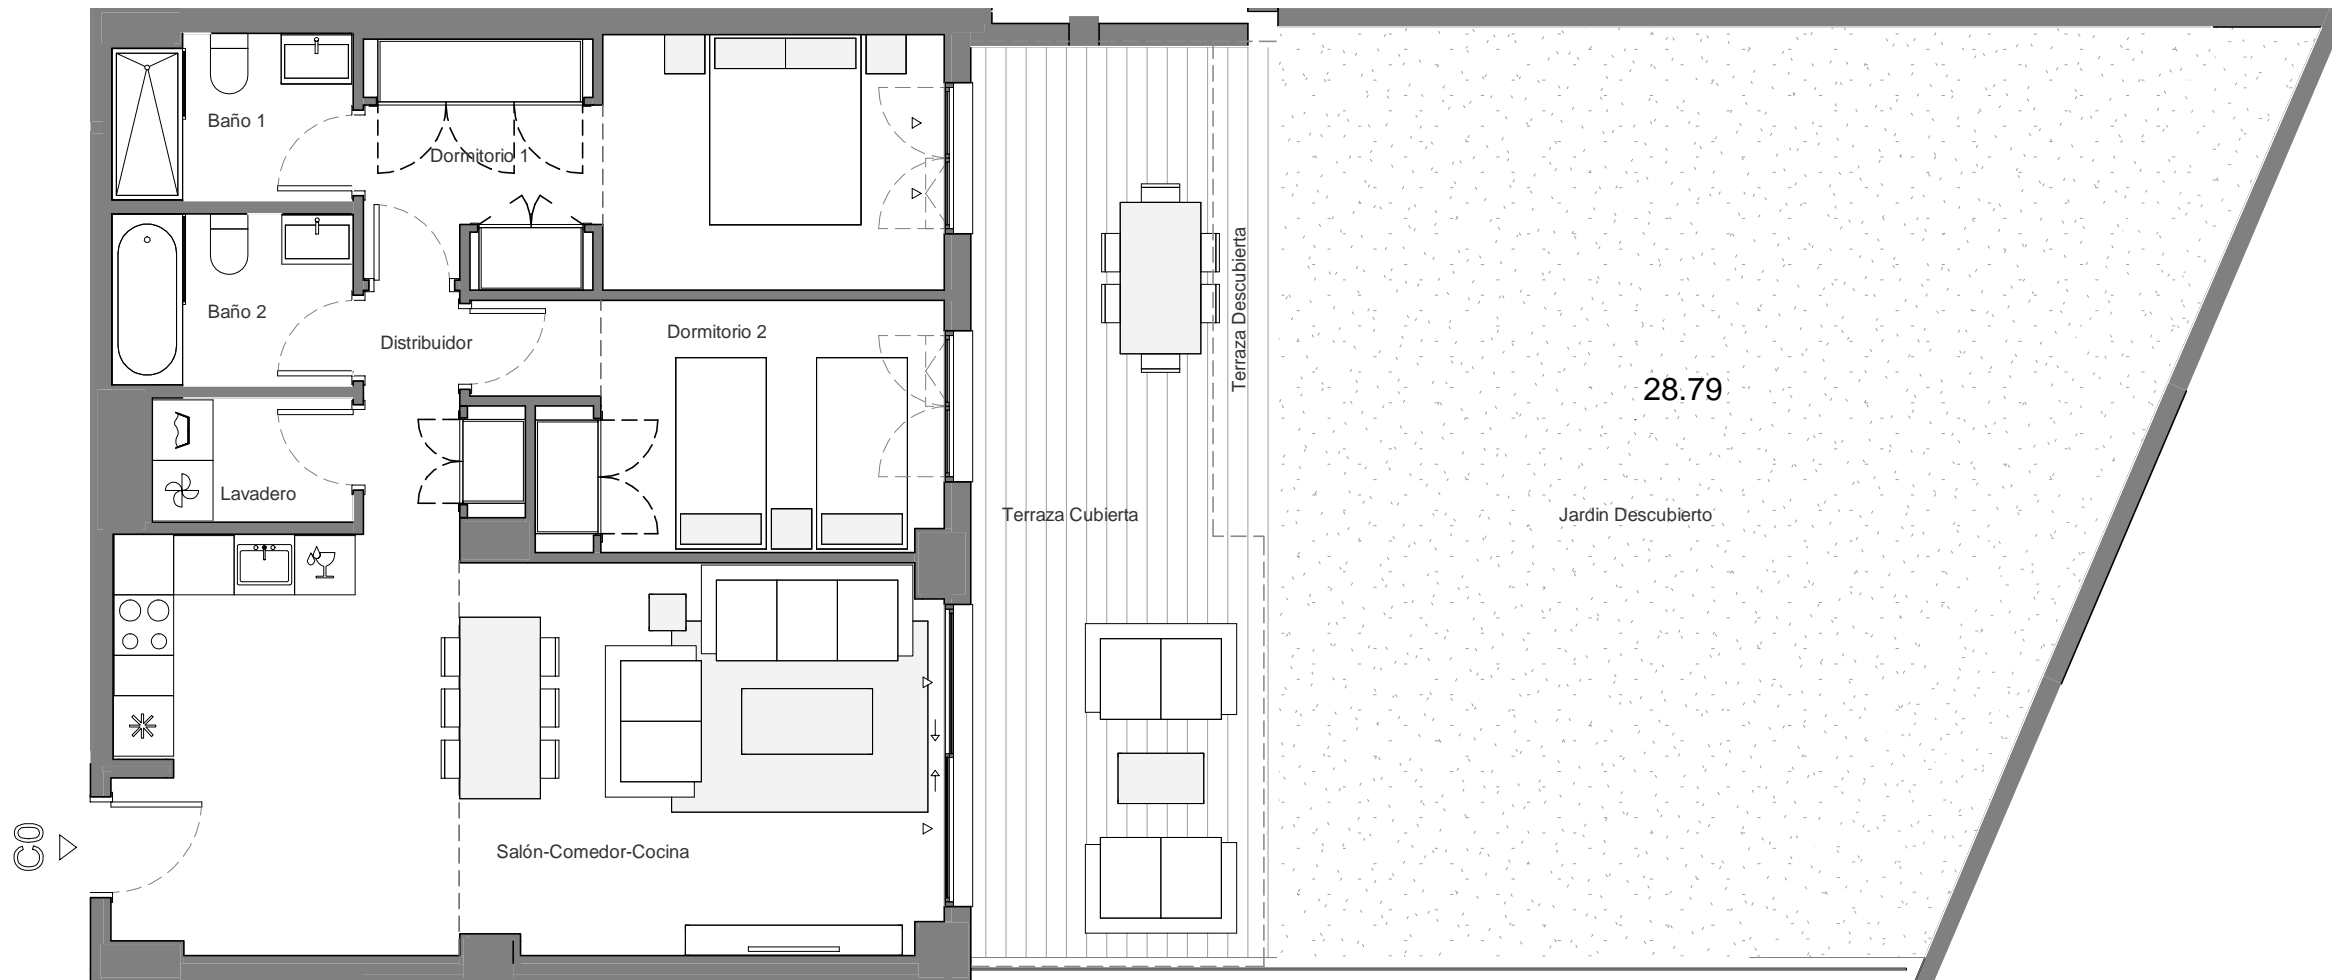 Baño 1
Dormitorio 1
Baño 2
Distribuidor
Dormitorio 2
Terraza Descubierta
28.79
Lavadero
Terraza Cubierta
Jardin Descubierto
Salón-Comedor-Cocina
C0